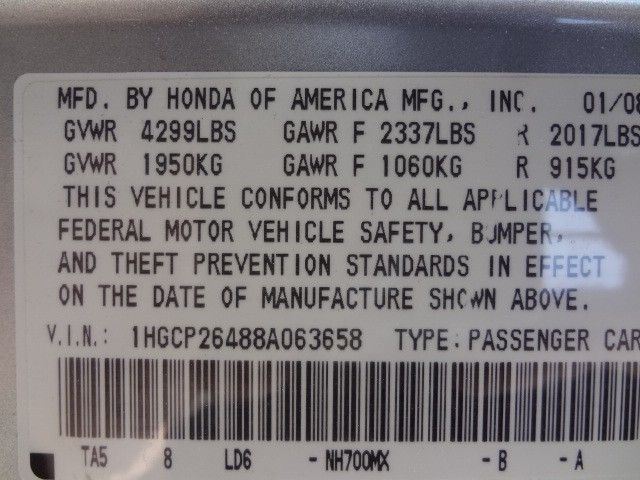 MFD. BY HONDA OF AMERICA MFG., INC. 01/08
GVWR 4299LBS GAWR F 2337LBS R 2017LBS
GVWR 1950KG GAWR F 1060KG R 915KG
THIS VEHICLE CONFORMS TO ALL APPLICABLE
FEDERAL MOTOR VEHICLE SAFETY, BUMPER,
AND THEFT PREVENTION STANDARDS IN EFFECT
ON THE DATE OF MANUFACTURE SHOWN ABOVE.
V.I.N.: 1HGCP26488A063658 TYPE: PASSENGER CAR
TA5 8 LD6 - NH700MX - B - A